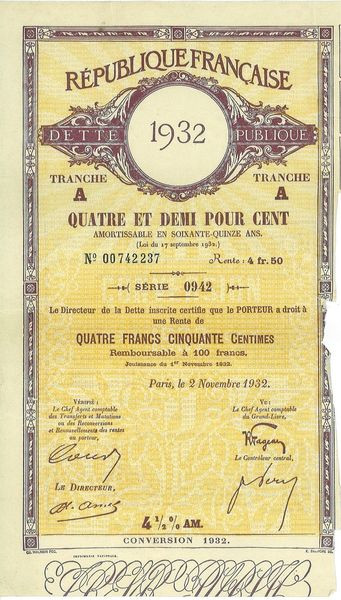 RÉPUBLIQUE FRANÇAISE
DETTE 1932 PUBLIQUE
TRANCHE TRANCHE
A A
QUATRE ET DEMI POUR CENT
AMORTISSABLE EN SOIXANTE-QUINZE ANS.
(Loi du 17 septembre 1932.)
Nº 00742237 Rente: 4 fr. 50
SÉRIE 0942
Le Directeur de la Dette inscrite certifie que le PORTEUR a droit à
une Rente de
QUATRE FRANCS CINQUANTE CENTIMES
Remboursable à 100 francs.
Jouissance du 1er Novembre 1932.
Paris, le 2 Novembre 1932.
Vérifié: Vu:
Le Chef Agent comptable Le Chef Agent comptable
des Transferts et Mutations du Grand-Livre,
ou des Reconversions
et Renouvellements des rentes
au porteur,
Le Contrôleur central,
LE DIRECTEUR,
4 1/2 % AM.
CONVERSION 1932.
IMPRIMERIE NATIONALE.